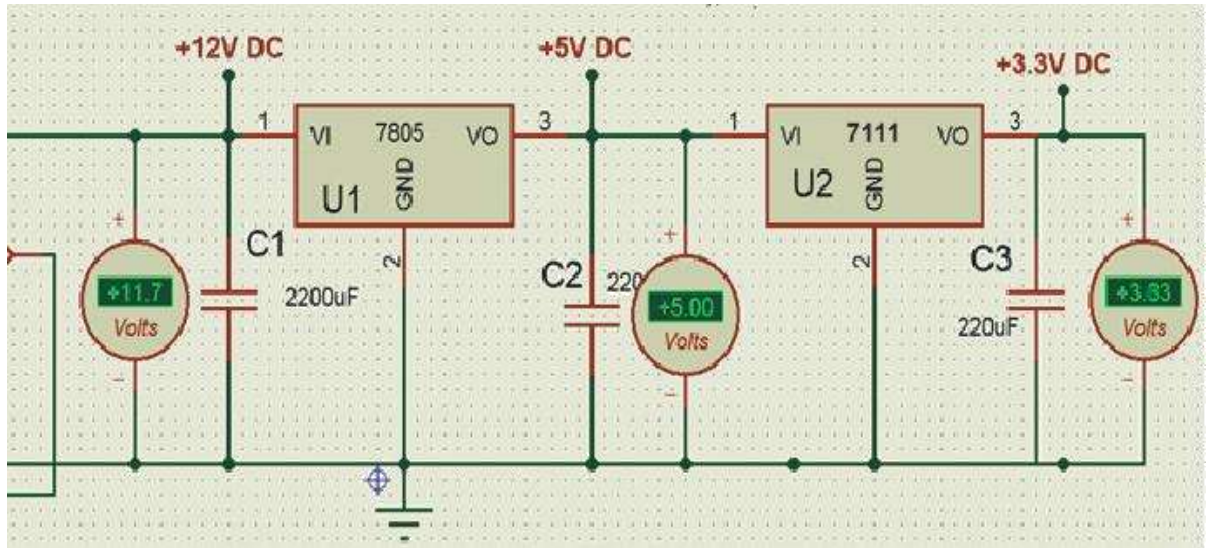 +12V DC
+5V DC
+3.3V DC
1
VI
7805
VO
3
GND
U1
2
1
VI
7111
VO
3
GND
U2
2
C1
2200uF
C2
220
C3
220uF
+
+11.7
Volts
−
+
+5.00
Volts
−
+
+3.33
Volts
−